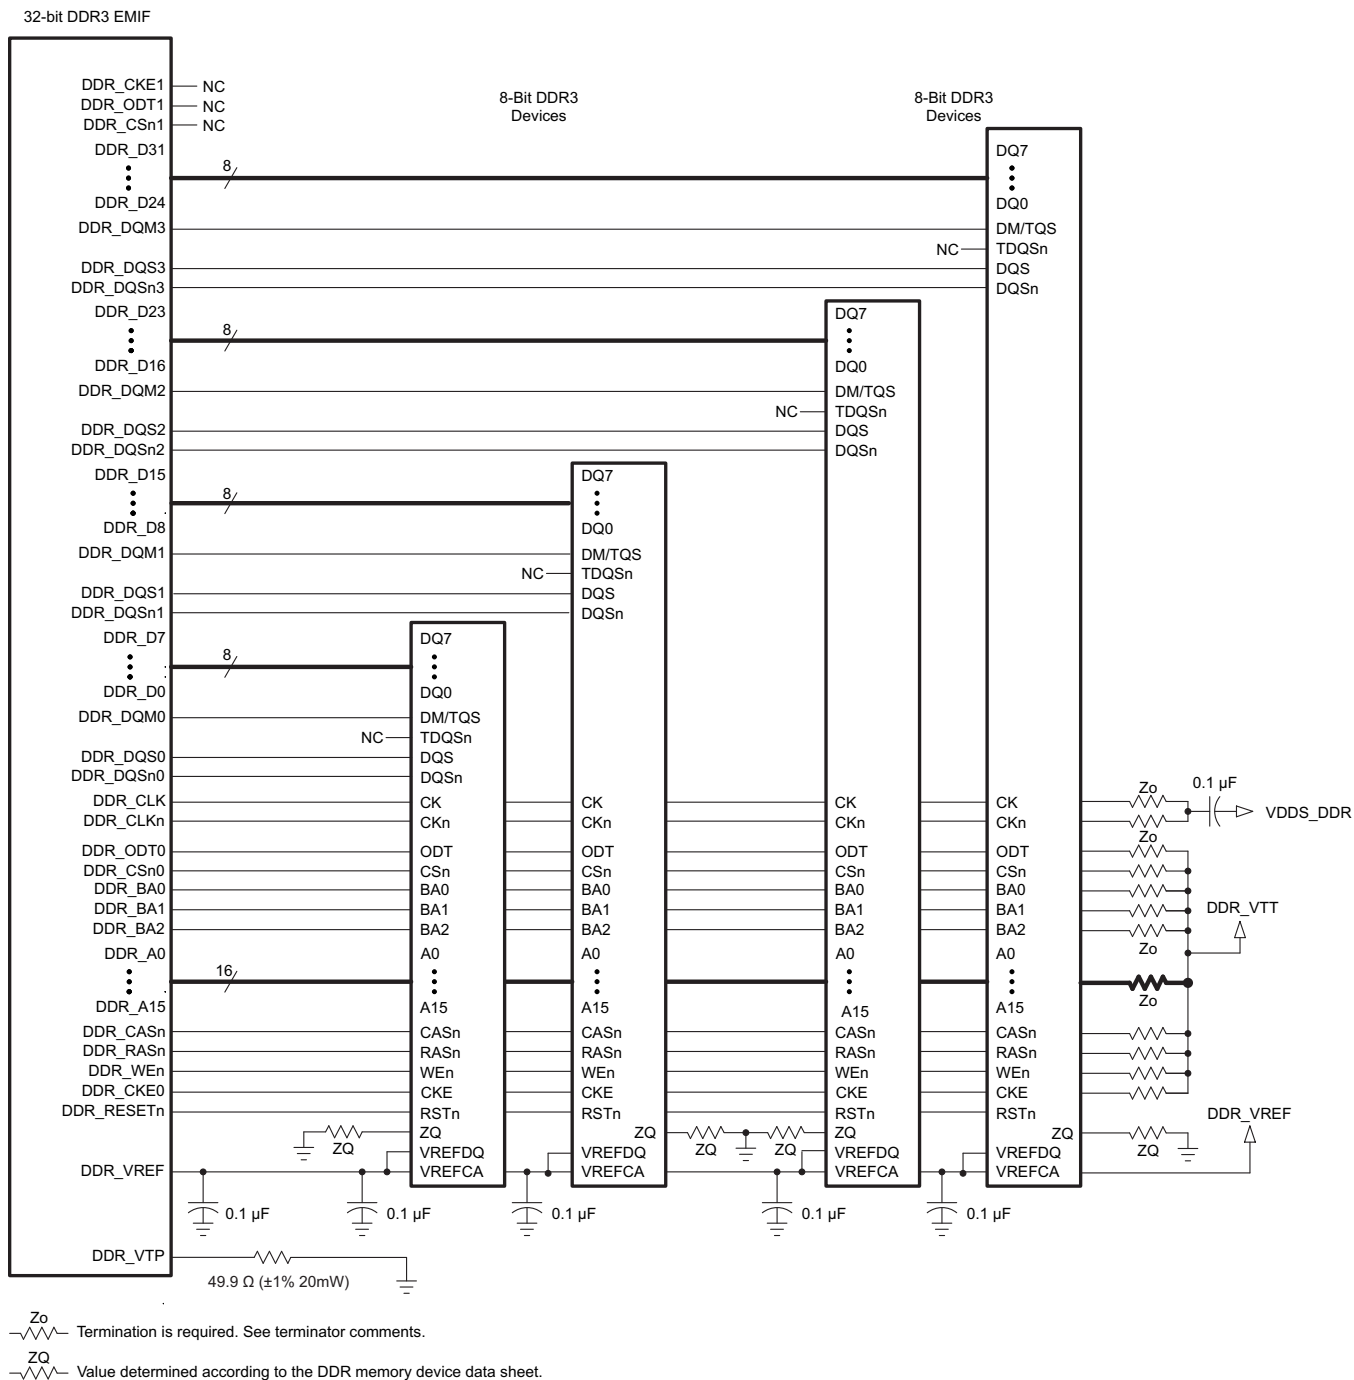 32-bit DDR3 EMIF
DDR_CKE1 NC
DDR_ODT1 NC
DDR_CSn1 NC
8-Bit DDR3
Devices
8-Bit DDR3
Devices
DDR_D31 8 DQ7
DDR_D24 DQ0
DDR_DQM3 DM/TQS
NC TDQSn
DDR_DQS3 DQS
DDR_DQSn3 DQSn
DDR_D23 8 DQ7
DDR_D16 DQ0
DDR_DQM2 DM/TQS
NC TDQSn
DDR_DQS2 DQS
DDR_DQSn2 DQSn
DDR_D15 8 DQ7
DDR_D8 DQ0
DDR_DQM1 DM/TQS
NC TDQSn
DDR_DQS1 DQS
DDR_DQSn1 DQSn
DDR_D7 8 DQ7
DDR_D0 DQ0
DDR_DQM0 DM/TQS
NC TDQSn
DDR_DQS0 DQS
DDR_DQSn0 DQSn
Zo 0.1 µF
DDR_CLK CK CK CK CK
VDDS_DDR
DDR_CLKn CKn CKn CKn CKn
Zo
DDR_ODT0 ODT ODT ODT ODT
DDR_CSn0 CSn CSn CSn CSn
DDR_BA0 BA0 BA0 BA0 BA0
DDR_BA1 BA1 BA1 BA1 BA1 DDR_VTT
DDR_BA2 BA2 BA2 BA2 BA2
Zo
DDR_A0 A0 A0 A0 A0
16
Zo
DDR_A15 A15 A15 A15 A15
DDR_CASn CASn CASn CASn CASn
DDR_RASn RASn RASn RASn RASn
DDR_WEn WEn WEn WEn WEn
DDR_CKE0 CKE CKE CKE CKE
DDR_RESETn RSTn RSTn RSTn RSTn DDR_VREF
ZQ ZQ ZQ ZQ
ZQ ZQ ZQ ZQ
VREFDQ VREFDQ VREFDQ VREFDQ
DDR_VREF VREFCA VREFCA VREFCA VREFCA
0.1 µF 0.1 µF 0.1 µF 0.1 µF 0.1 µF
DDR_VTP
49.9 Ω (±1% 20mW)
Zo
Termination is required. See terminator comments.
ZQ
Value determined according to the DDR memory device data sheet.